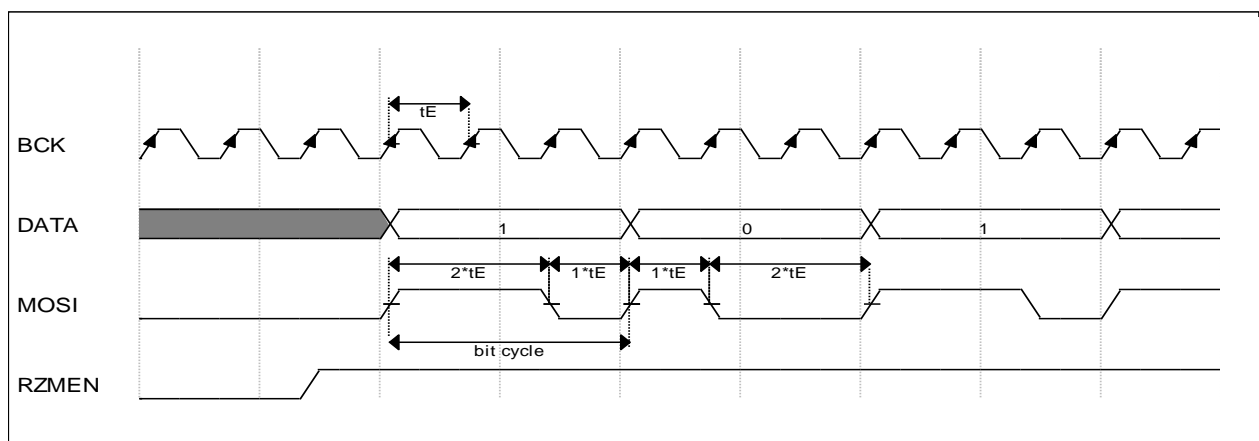 tE
BCK
DATA
1 0 1
2*tE 1*tE 1*tE 2*tE
MOSI
bit cycle
RZMEN